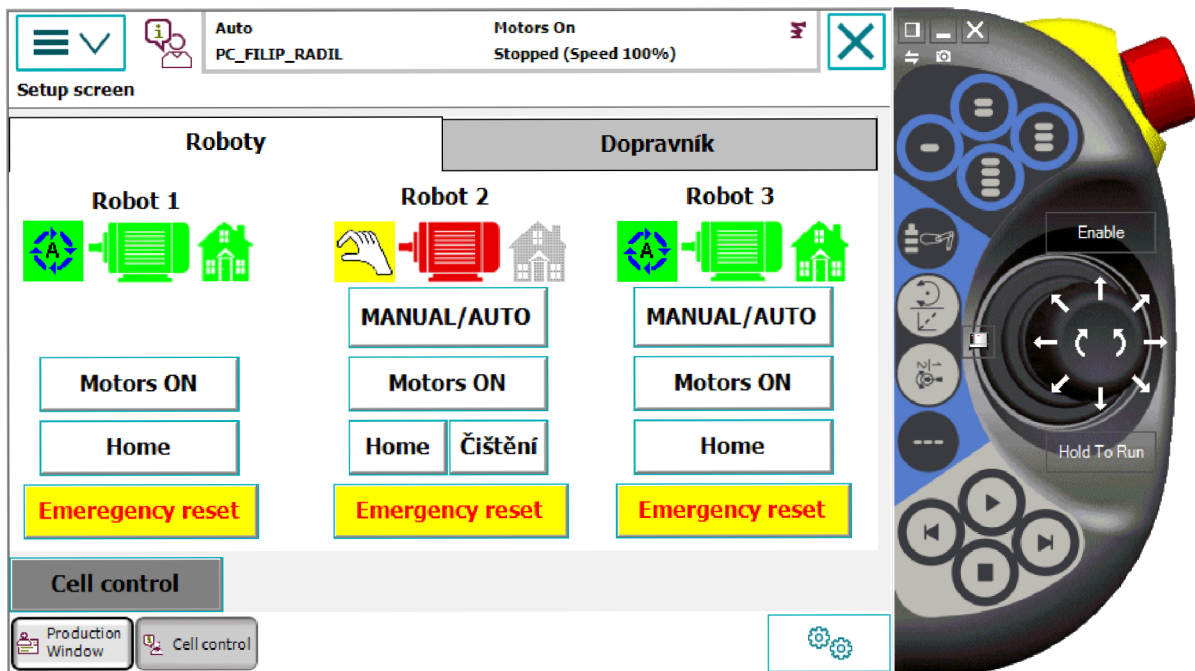 Auto
Motors On
PC_FILIP_RADIL
Stopped (Speed 100%)
Setup screen
Roboty
Dopravník
Robot 1
Robot 2
Robot 3
A
A
MANUAL/AUTO
MANUAL/AUTO
Motors ON
Motors ON
Motors ON
Home
Home
Čištění
Home
Emeregency reset
Emergency reset
Emergency reset
Cell control
Production
Window
Cell control
Enable
Hold To Run